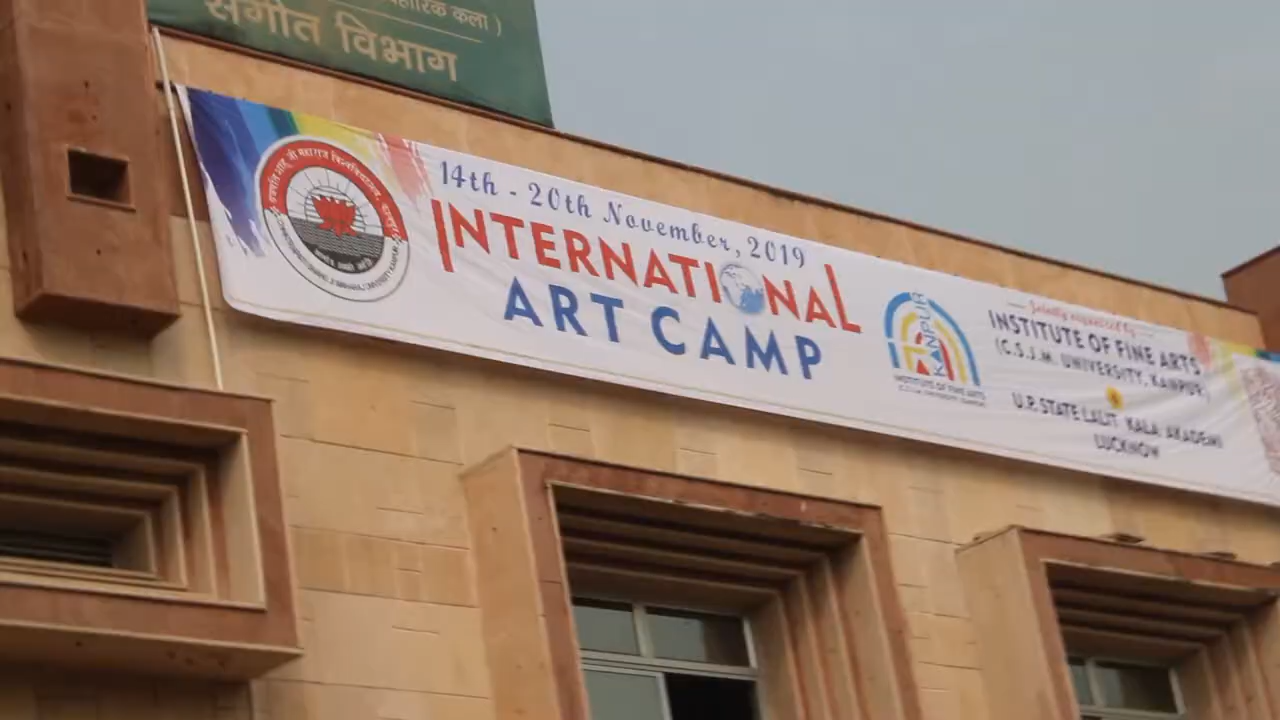 संगीत विभाग
14th - 20th November, 2019
INTERNATIONAL
ART CAMP
KANPUR
INSTITUTE OF FINE ARTS
Jointly organized by
INSTITUTE OF FINE ARTS
(C.S.J.M. UNIVERSITY, KANPUR)
&
U.P. STATE LALIT KALA AKADEMI
LUCKNOW